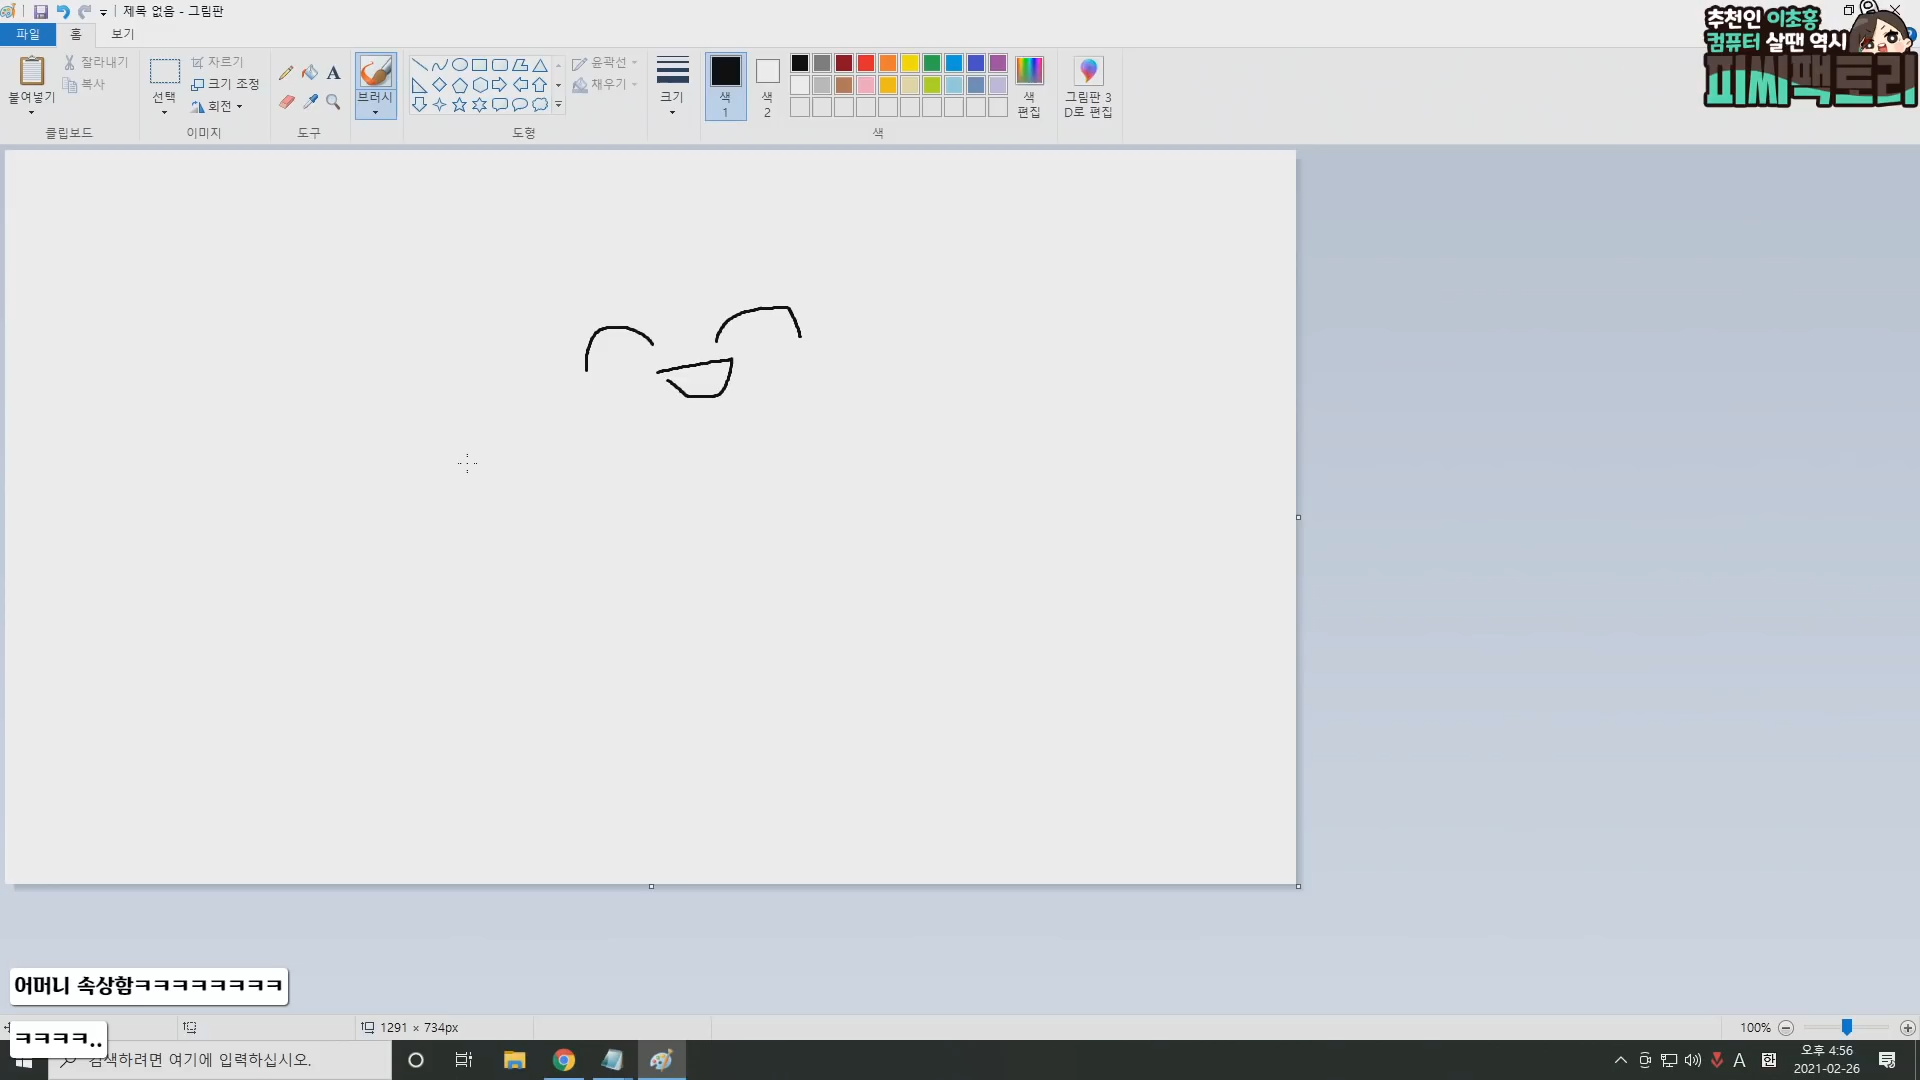 제목 없음 - 그림판
파일
홈
보기
붙여넣기
잘라내기
복사
클립보드
선택
자르기
크기 조정
회전
이미지
A
도구
브러시
윤곽선
채우기
도형
크기
색
1
색
2
색
편집
그림판 3
D로 편집
색
추천인 이초홍
컴퓨터 살땐 역시
피씨팩토리
어머니 속상함ㅋㅋㅋㅋㅋㅋㅋㅋ
1291 × 734px
100%
ㅋㅋㅋㅋ..
검색하려면 여기에 입력하십시오.
A
한
오후 4:56
2021-02-26